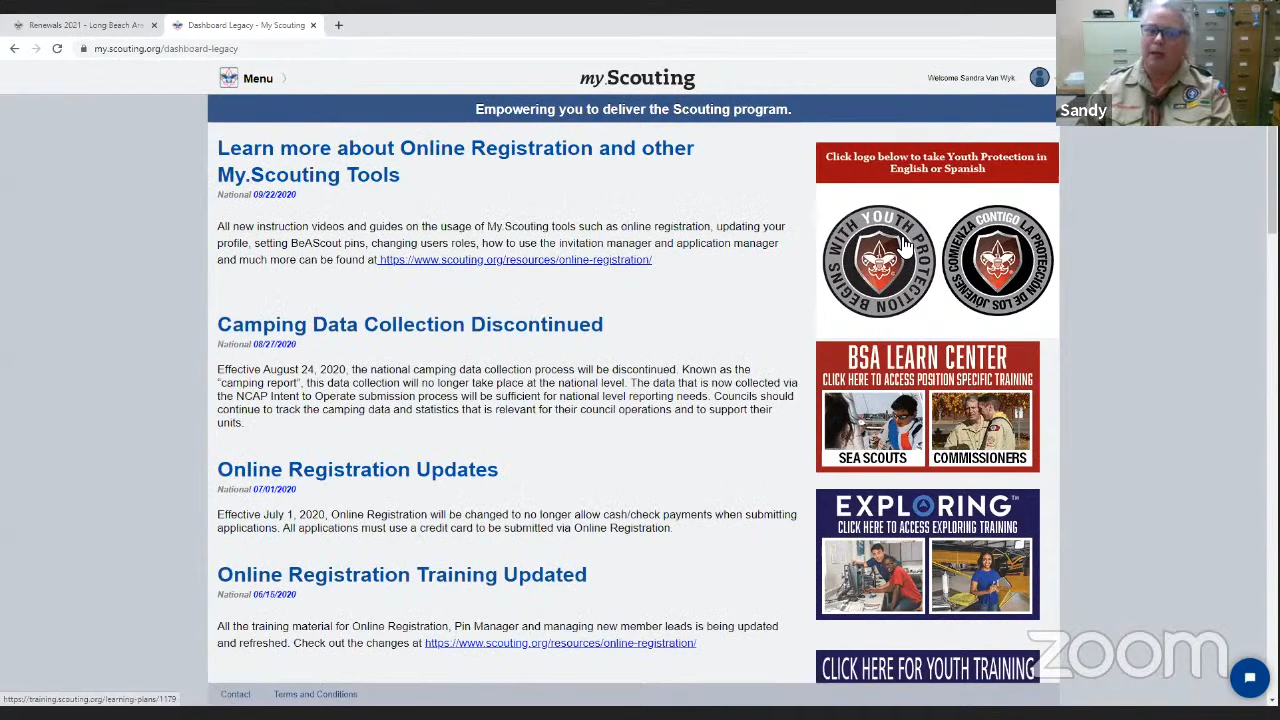 Renewals 2021 - Long Beach Are
Dashboard Legacy - My Scouting
my.scouting.org/dashboard-legacy
Menu
my.Scouting
Welcome Sandra Van Wyk
Sandy
Empowering you to deliver the Scouting program.
Learn more about Online Registration and other
My.Scouting Tools
National 09/22/2020
All new instruction videos and guides on the usage of My.Scouting tools such as online registration, updating your
profile, setting BeAScout pins, changing users roles, how to use the invitation manager and application manager
and much more can be found at https://www.scouting.org/resources/online-registration/
Camping Data Collection Discontinued
National 08/27/2020
Effective August 24, 2020, the national camping data collection process will be discontinued. Known as the
"camping report", this data collection will no longer take place at the national level. The data that is now collected via
the NCAP Intent to Operate submission process will be sufficient for national level reporting needs. Councils should
continue to track the camping data and statistics that is relevant for their council operations and to support their
units.
Online Registration Updates
National 07/01/2020
Effective July 1, 2020, Online Registration will be changed to no longer allow cash/check payments when submitting
applications. All applications must use a credit card to be submitted via Online Registration.
Online Registration Training Updated
National 06/15/2020
All the training material for Online Registration, Pin Manager and managing new member leads is being updated
and refreshed. Check out the changes at https://www.scouting.org/resources/online-registration/
Click logo below to take Youth Protection in
English or Spanish
YOUTH PROTECTION BEGINS WITH
COMIENZA CONTIGO LA PROTECCIÓN DE LOS JÓVENES
BSA LEARN CENTER
CLICK HERE TO ACCESS POSITION SPECIFIC TRAINING
SEA SCOUTS
COMMISSIONERS
EXPLORING™
CLICK HERE TO ACCESS EXPLORING TRAINING
CLICK HERE FOR YOUTH TRAINING
zoom
Contact
Terms and Conditions
https://training.scouting.org/learning-plans/1179